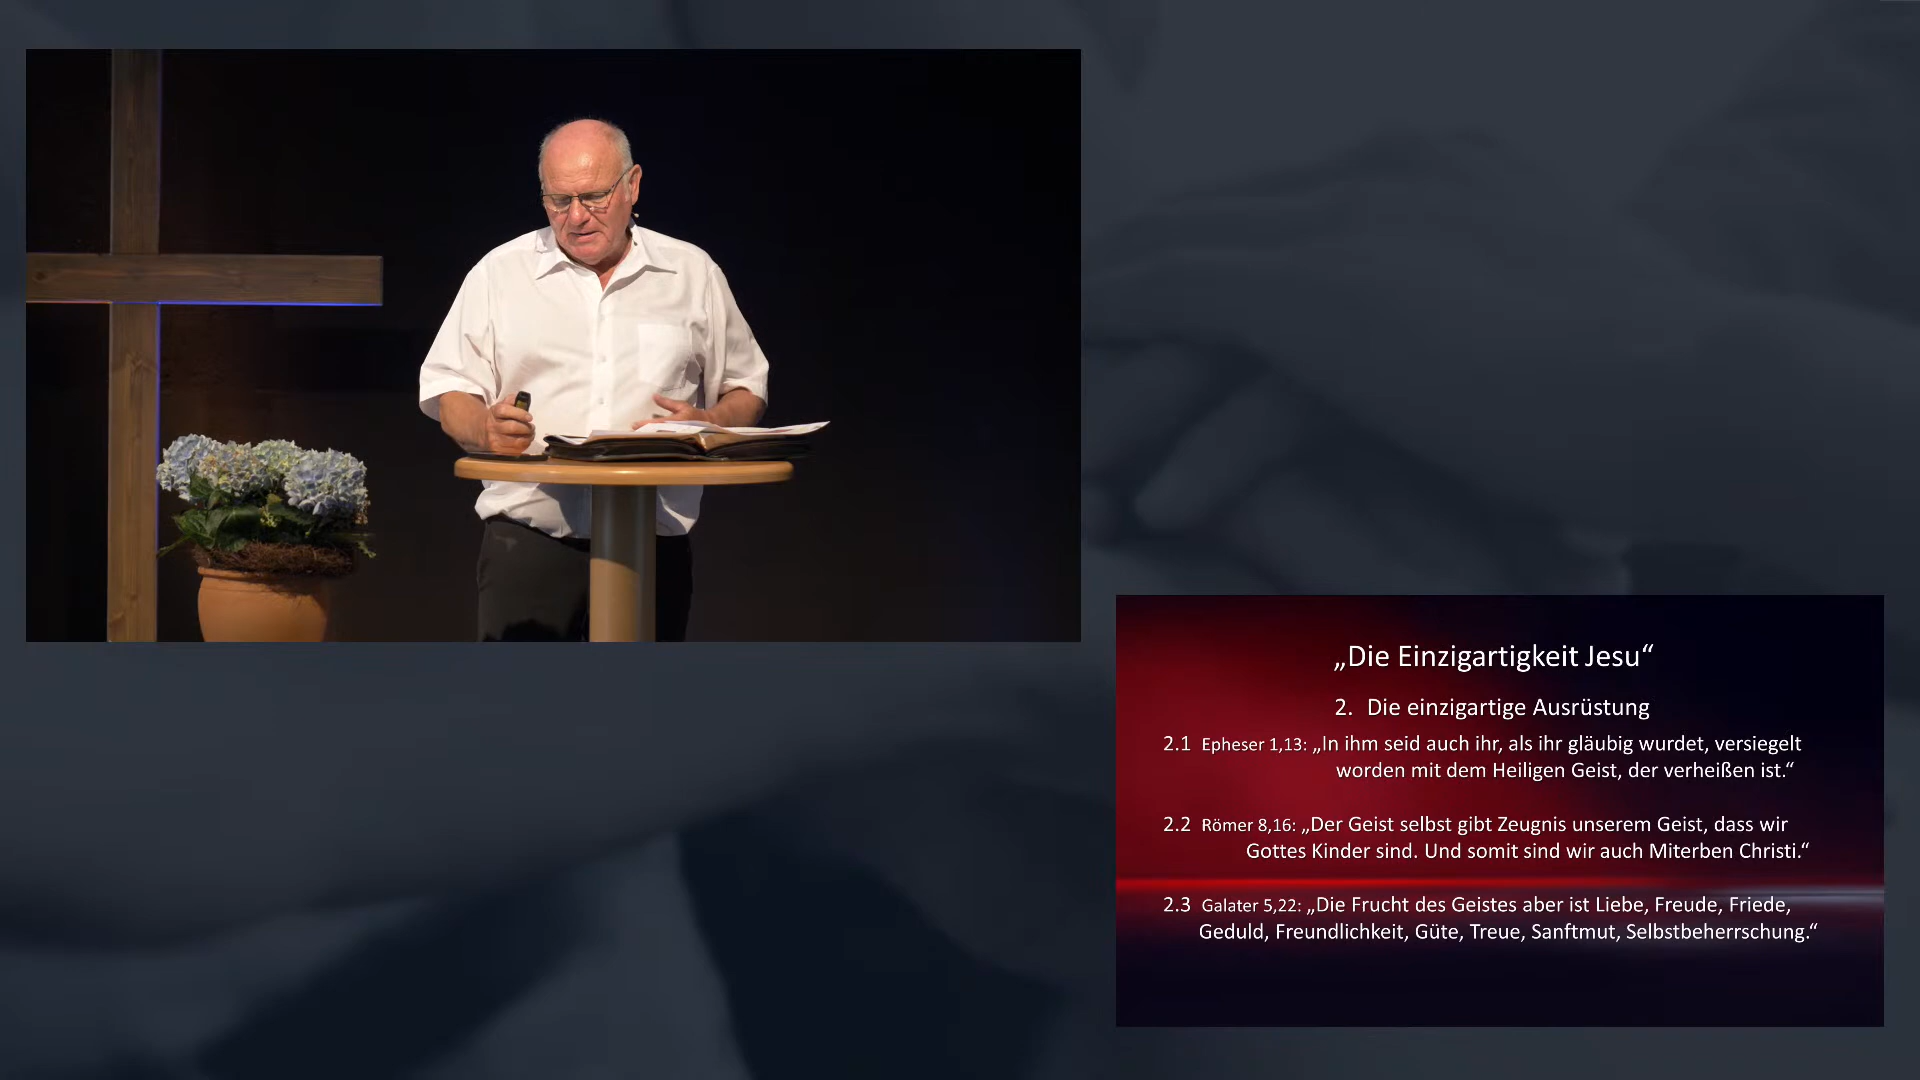 „Die Einzigartigkeit Jesu“
2. Die einzigartige Ausrüstung
2.1 Epheser 1,13: „In ihm seid auch ihr, als ihr gläubig wurdet, versiegelt
worden mit dem Heiligen Geist, der verheißen ist.“
2.2 Römer 8,16: „Der Geist selbst gibt Zeugnis unserem Geist, dass wir
Gottes Kinder sind. Und somit sind wir auch Miterben Christi.“
2.3 Galater 5,22: „Die Frucht des Geistes aber ist Liebe, Freude, Friede,
Geduld, Freundlichkeit, Güte, Treue, Sanftmut, Selbstbeherrschung.“